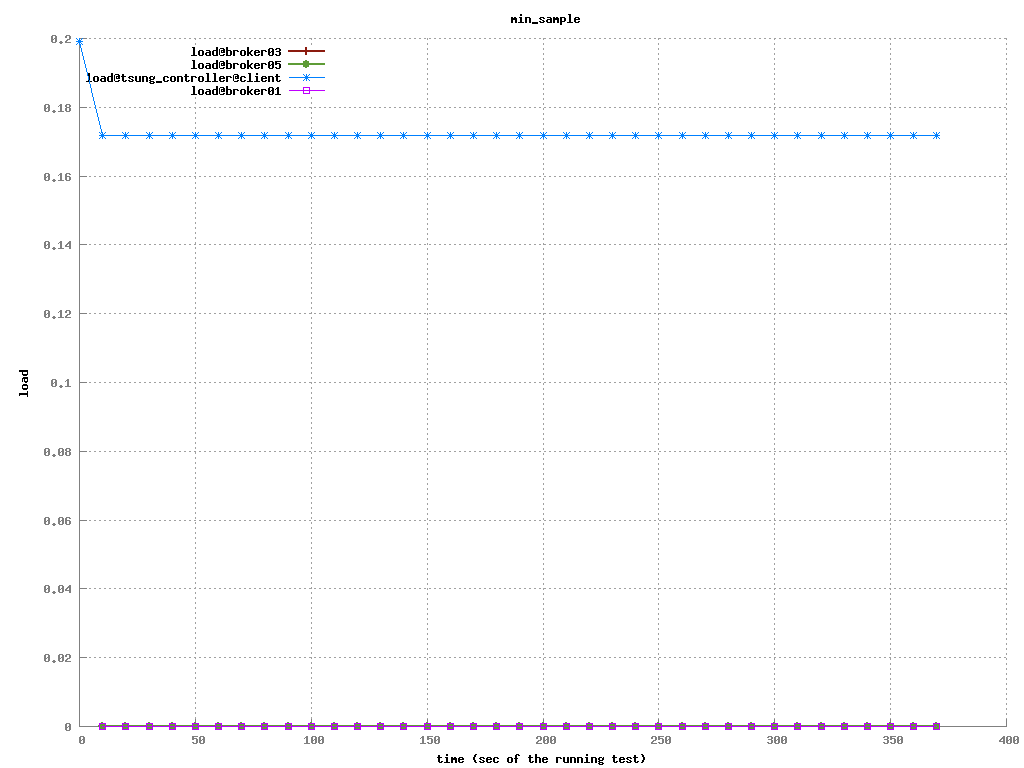 min_sample
load@broker03
load@broker05
load@tsung_controller@client
load@broker01
0.2
0.18
0.16
0.14
0.12
0.1
0.08
0.06
0.04
0.02
0
load
0 50 100 150 200 250 300 350 400
time (sec of the running test)